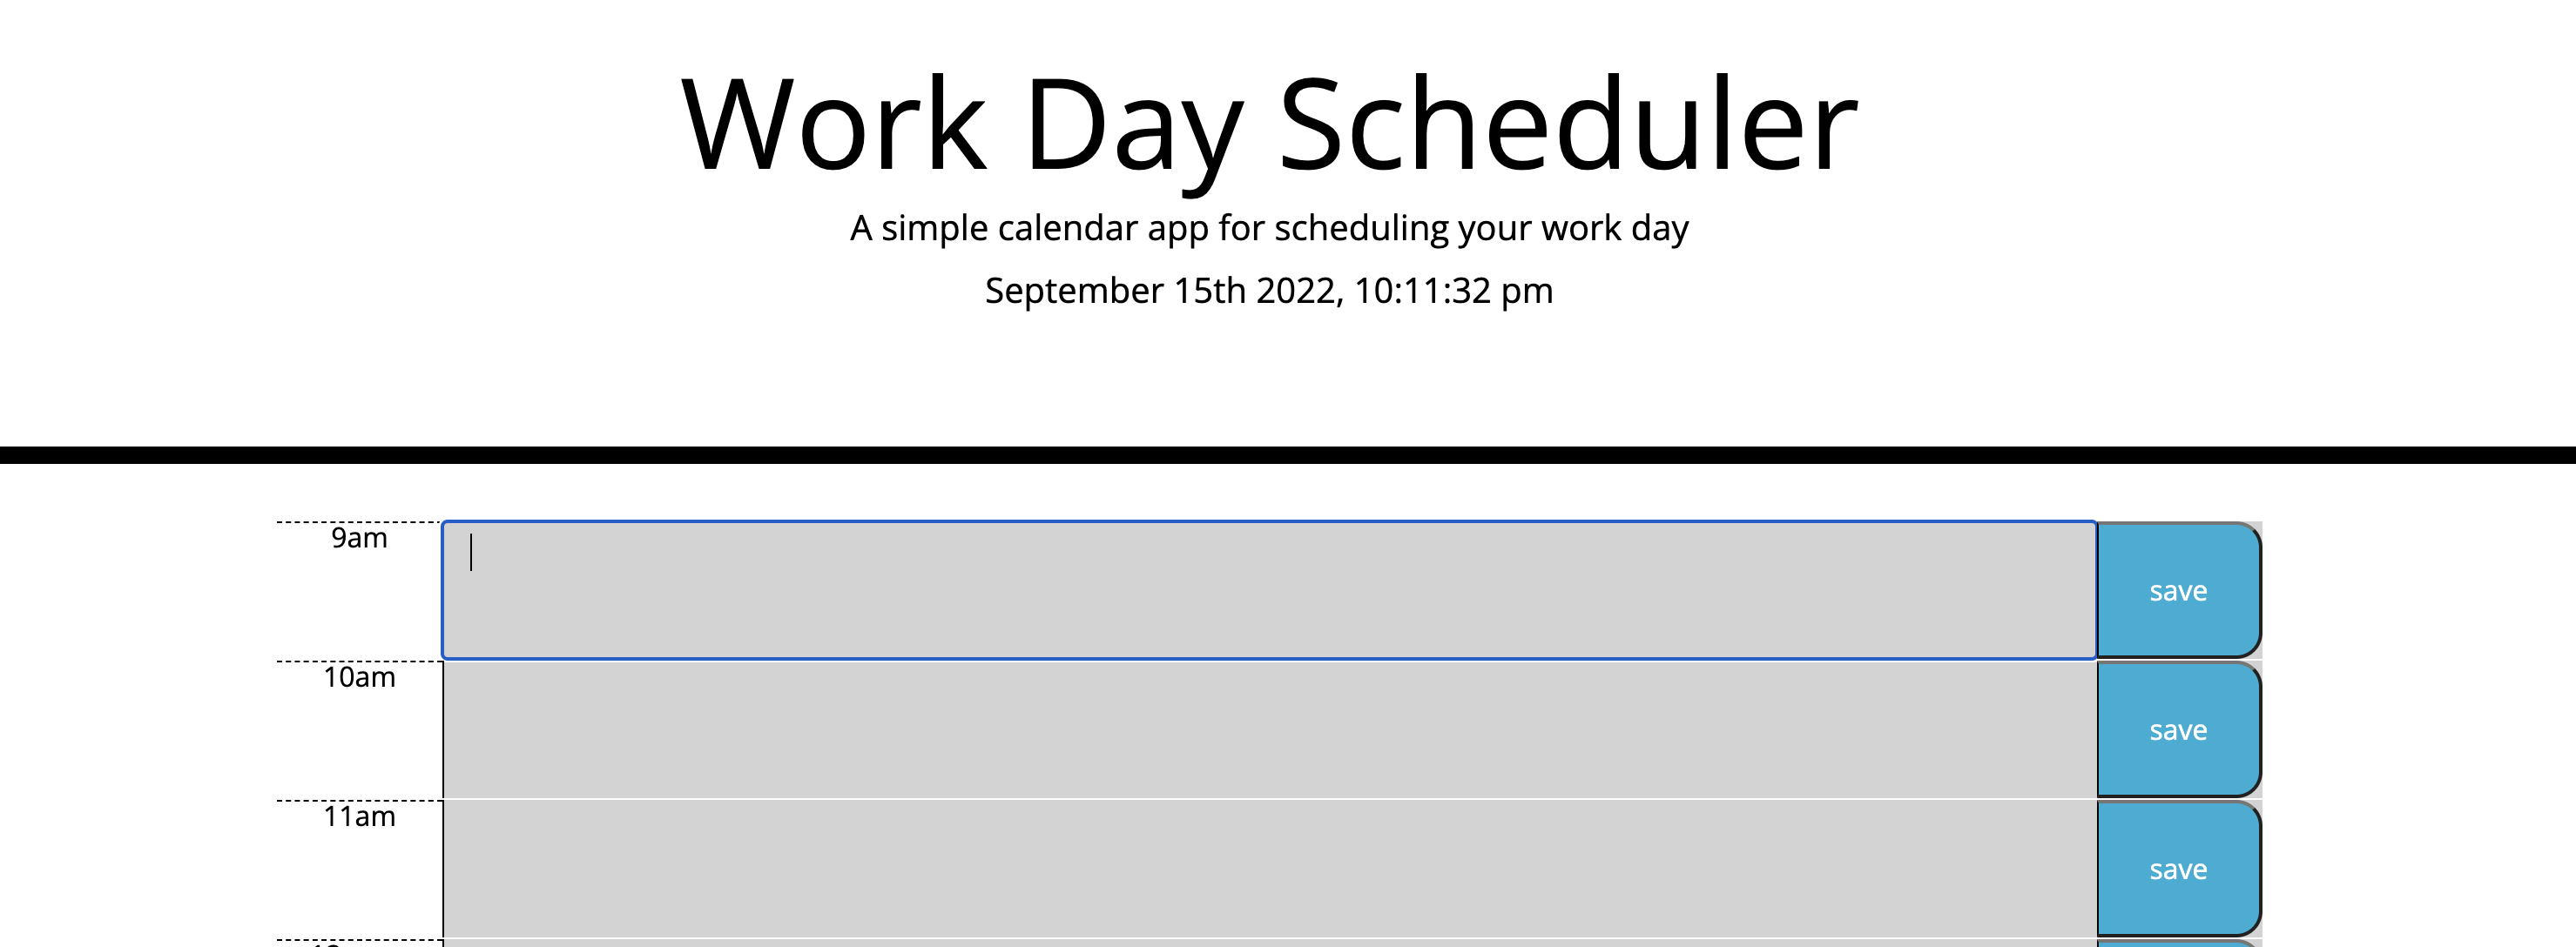 Work Day Scheduler
A simple calendar app for scheduling your work day
September 15th 2022, 10:11:32 pm
9am
save
10am
save
11am
save